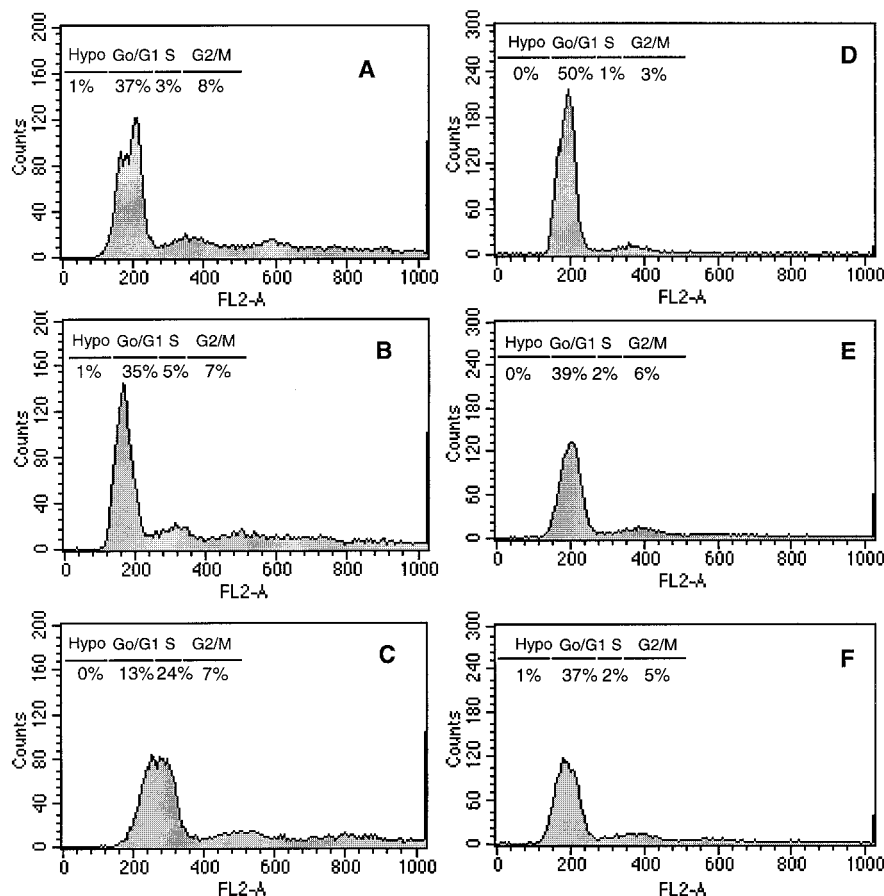 A
Hypo Go/G1 S G2/M
1% 37% 3% 8%
Counts
0 40 80 120 160 200
0 200 400 600 800 1000
FL2-A
B
Hypo Go/G1 S G2/M
1% 35% 5% 7%
Counts
0 40 80 120 160 200
0 200 400 600 800 1000
FL2-A
C
Hypo Go/G1 S G2/M
0% 13% 24% 7%
Counts
0 40 80 120 160 200
0 200 400 600 800 1000
FL2-A
D
Hypo Go/G1 S G2/M
0% 50% 1% 3%
Counts
0 60 120 180 240 300
0 200 400 600 800 1000
FL2-A
E
Hypo Go/G1 S G2/M
0% 39% 2% 6%
Counts
0 60 120 180 240 300
0 200 400 600 800 1000
FL2-A
F
Hypo Go/G1 S G2/M
1% 37% 2% 5%
Counts
0 60 120 180 240 300
0 200 400 600 800 1000
FL2-A